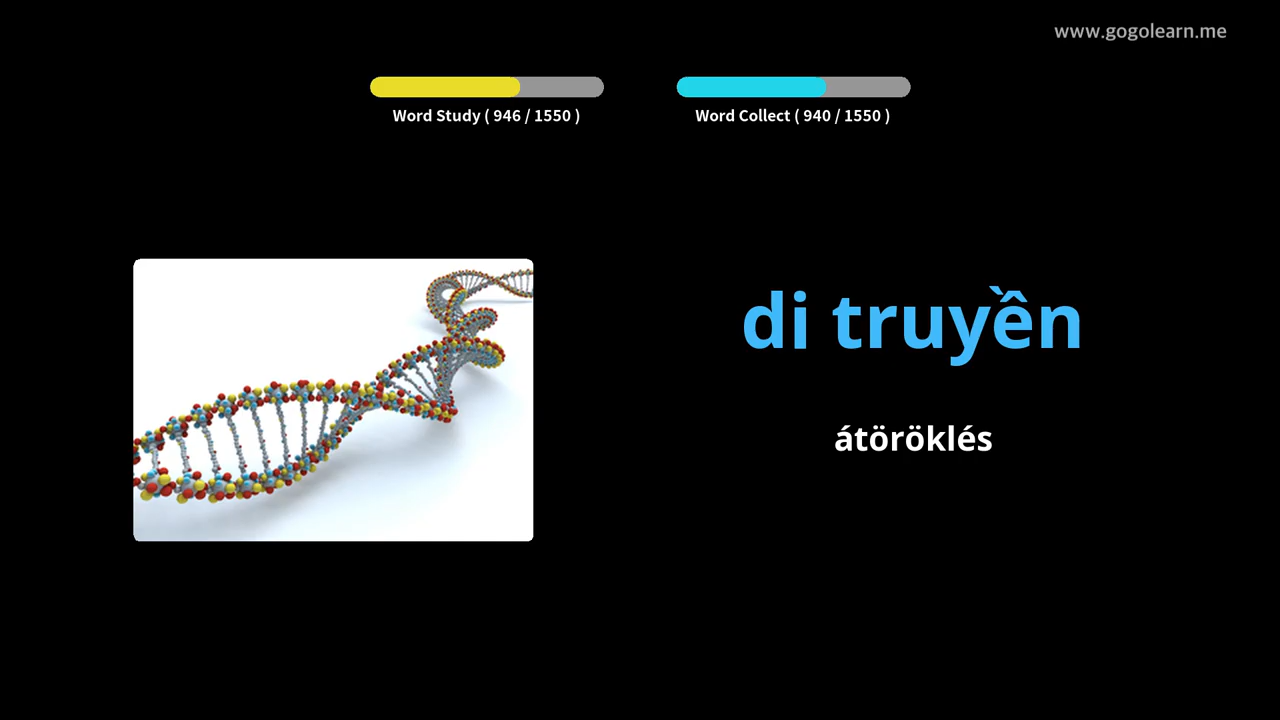 www.gogolearn.me
Word Study ( 946 / 1550 )
Word Collect ( 940 / 1550 )
di truyền
átöröklés